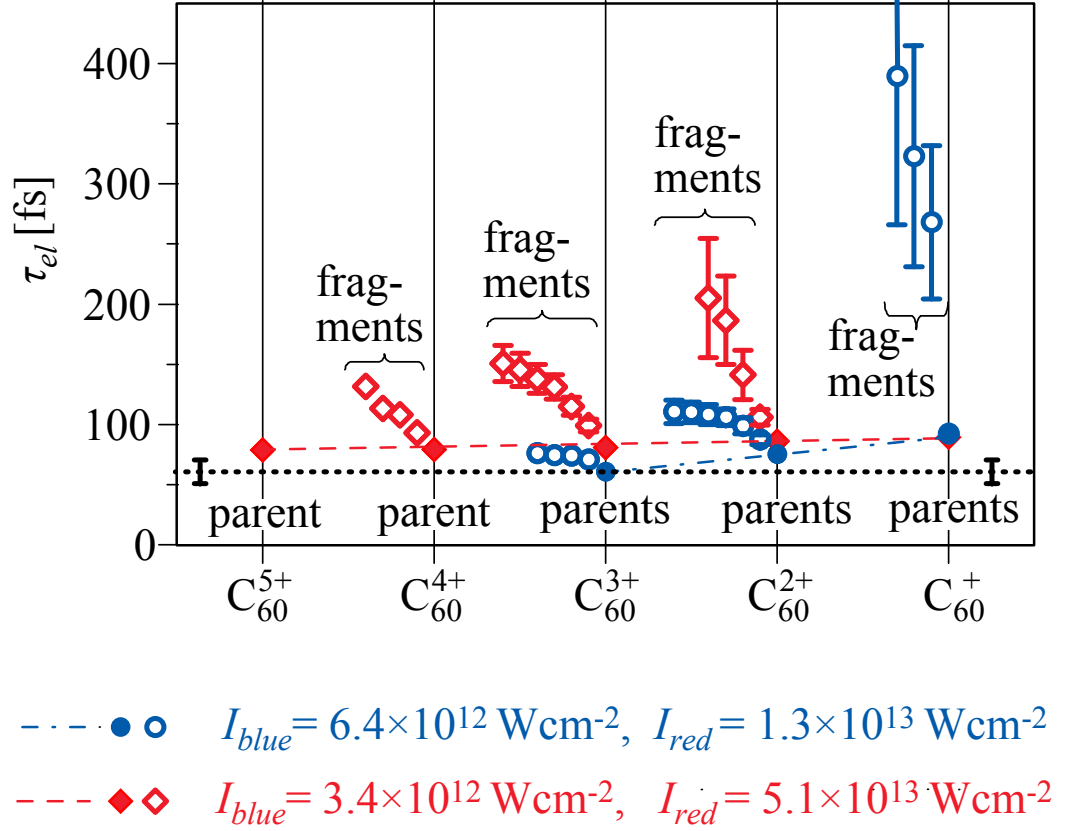 400
300
200
100
0
τel [fs]
frag-
ments
frag-
ments
frag-
ments
frag-
ments
parent
parent
parents
parents
parents
C60^5+
C60^4+
C60^3+
C60^2+
C60^+
Iblue= 6.4×10^12 Wcm^-2, Ired = 1.3×10^13 Wcm^-2
Iblue= 3.4×10^12 Wcm^-2, Ired = 5.1×10^13 Wcm^-2